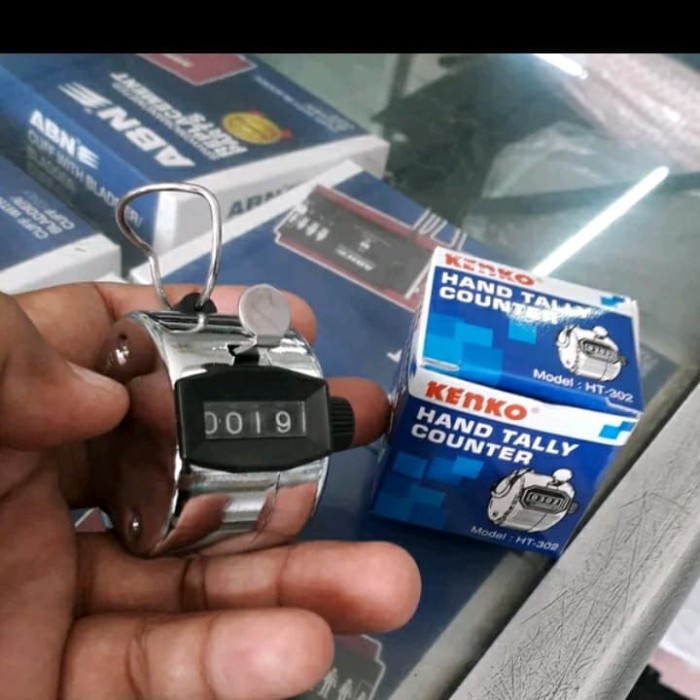 ABN
CUFF WITH BLADDER/
ABN
CUFF WITH
BLADDER/
ABN
KENKO
HAND TALLY
COUNTER
Model : HT-302
KENKO
HAND TALLY
COUNTER
Model : HT-302